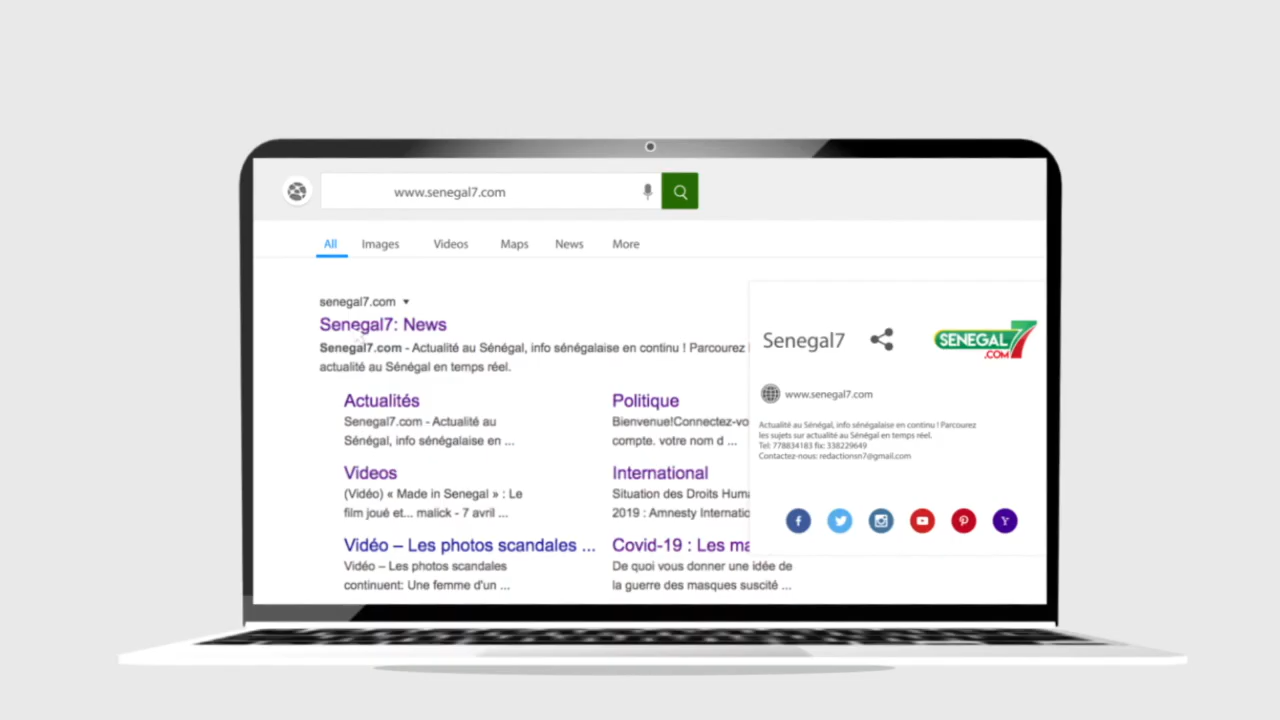 www.senegal7.com
All Images Videos Maps News More
senegal7.com
Senegal7: News
Senegal7.com - Actualité au Sénégal, info sénégalaise en continu ! Parcourez
actualité au Sénégal en temps réel.
Actualités
Senegal7.com - Actualité au
Sénégal, info sénégalaise en ...
Politique
Bienvenue!Connectez-vo
compte. votre nom d ...
Videos
(Vidéo) « Made in Senegal » : Le
film joué et... malick - 7 avril ...
International
Situation des Droits Huma
2019 : Amnesty Internatio
Vidéo – Les photos scandales ...
Vidéo – Les photos scandales
continuent: Une femme d'un ...
Covid-19 : Les ma
De quoi vous donner une idée de
la guerre des masques suscité ...
Senegal7
SENEGAL 7
.COM
www.senegal7.com
Actualité au Sénégal, info sénégalaise en continu ! Parcourez
les sujets sur actualité au Sénégal en temps réel.
Tel: 778834183 fix: 338229649
Contactez-nous: redactionsn7@gmail.com